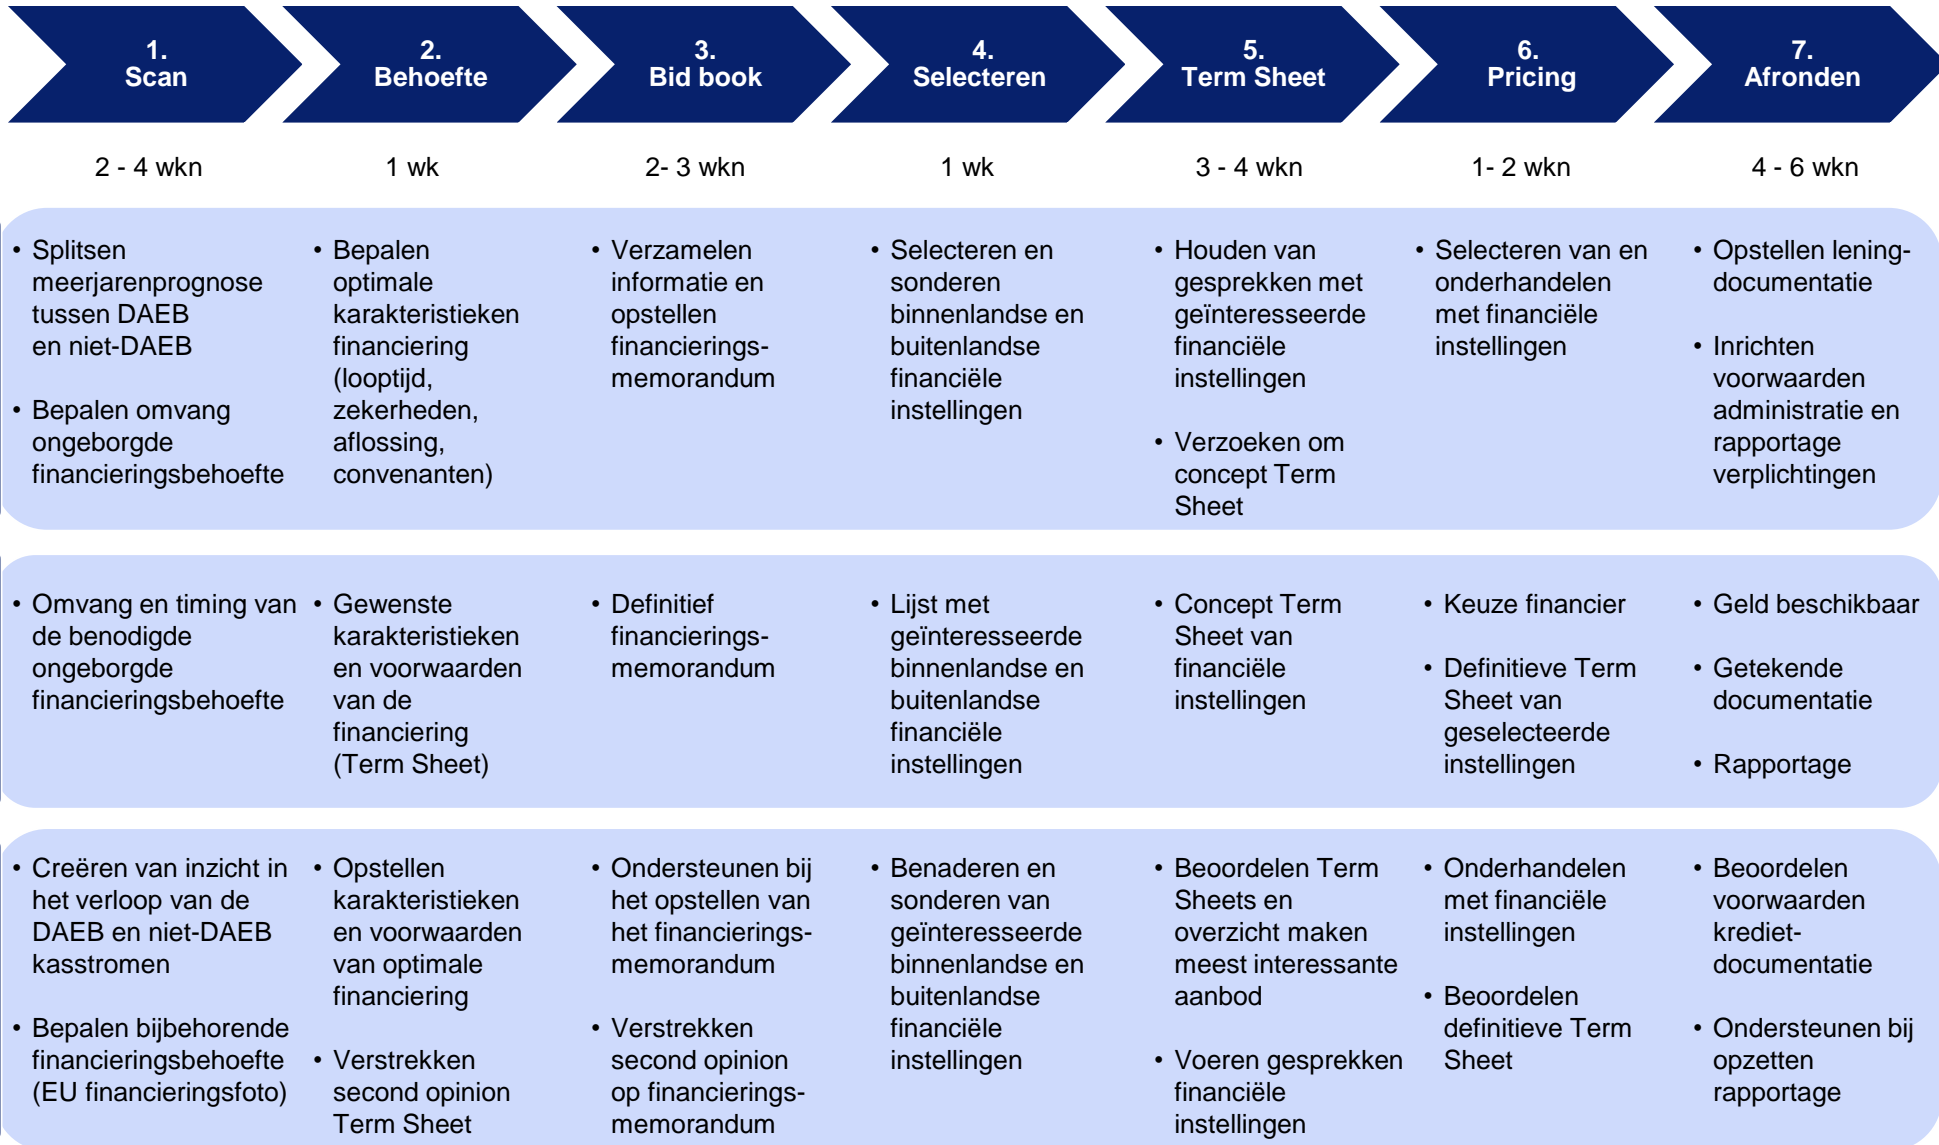 1.
Scan
2.
Behoefte
3.
Bid book
4.
Selecteren
5.
Term Sheet
6.
Pricing
7.
Afronden
2 - 4 wkn
1 wk
2- 3 wkn
1 wk
3 - 4 wkn
1- 2 wkn
4 - 6 wkn
• Splitsen
meerjarenprognose
tussen DAEB
en niet-DAEB
• Bepalen omvang
ongeborgde
financieringsbehoefte
• Bepalen
optimale
karakteristieken
financiering
(looptijd,
zekerheden,
aflossing,
convenanten)
• Verzamelen
informatie en
opstellen
financierings-
memorandum
• Selecteren en
sonderen
binnenlandse en
buitenlandse
financiële
instellingen
• Houden van
gesprekken met
geïnteresseerde
financiële
instellingen
• Verzoeken om
concept Term
Sheet
• Selecteren van en
onderhandelen
met financiële
instellingen
• Opstellen lening-
documentatie
• Inrichten
voorwaarden
administratie en
rapportage
verplichtingen
• Omvang en timing van
de benodigde
ongeborgde
financieringsbehoefte
• Gewenste
karakteristieken
en voorwaarden
van de
financiering
(Term Sheet)
• Definitief
financierings-
memorandum
• Lijst met
geïnteresseerde
binnenlandse en
buitenlandse
financiële
instellingen
• Concept Term
Sheet van
financiële
instellingen
• Keuze financier
• Definitieve Term
Sheet van
geselecteerde
instellingen
• Geld beschikbaar
• Getekende
documentatie
• Rapportage
• Creëren van inzicht in
het verloop van de
DAEB en niet-DAEB
kasstromen
• Bepalen bijbehorende
financieringsbehoefte
(EU financieringsfoto)
• Opstellen
karakteristieken
en voorwaarden
van optimale
financiering
• Verstrekken
second opinion
Term Sheet
• Ondersteunen bij
het opstellen van
het financierings-
memorandum
• Verstrekken
second opinion
op financierings-
memorandum
• Benaderen en
sonderen van
geïnteresseerde
binnenlandse en
buitenlandse
financiële
instellingen
• Beoordelen Term
Sheets en
overzicht maken
meest interessante
aanbod
• Voeren gesprekken
financiële
instellingen
• Onderhandelen
met financiële
instellingen
• Beoordelen
definitieve Term
Sheet
• Beoordelen
voorwaarden
krediet-
documentatie
• Ondersteunen bij
opzetten
rapportage